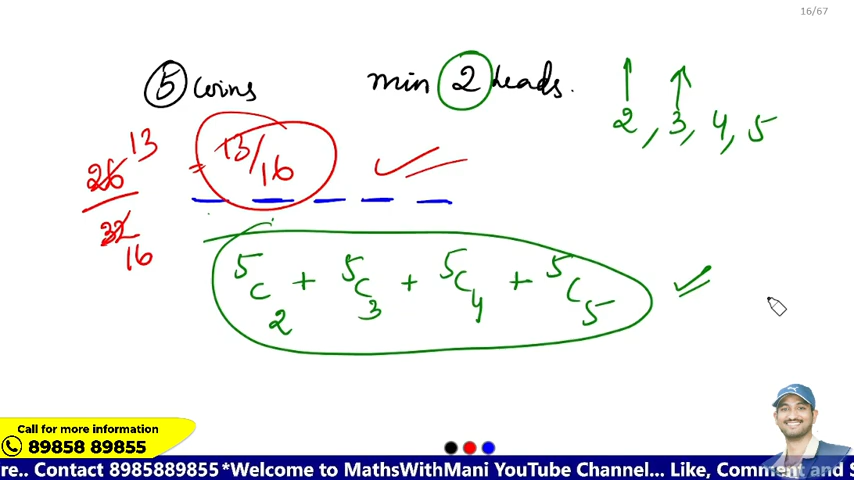 16/67
5 coins min 2 heads.
2, 3, 4, 5
26 13
32 16
= 13/16
5C2 + 5C3 + 5C4 + 5C5
Call for more information
89858 89855
re.. Contact 8985889855*Welcome to MathsWithMani YouTube Channel... Like, Comment and S